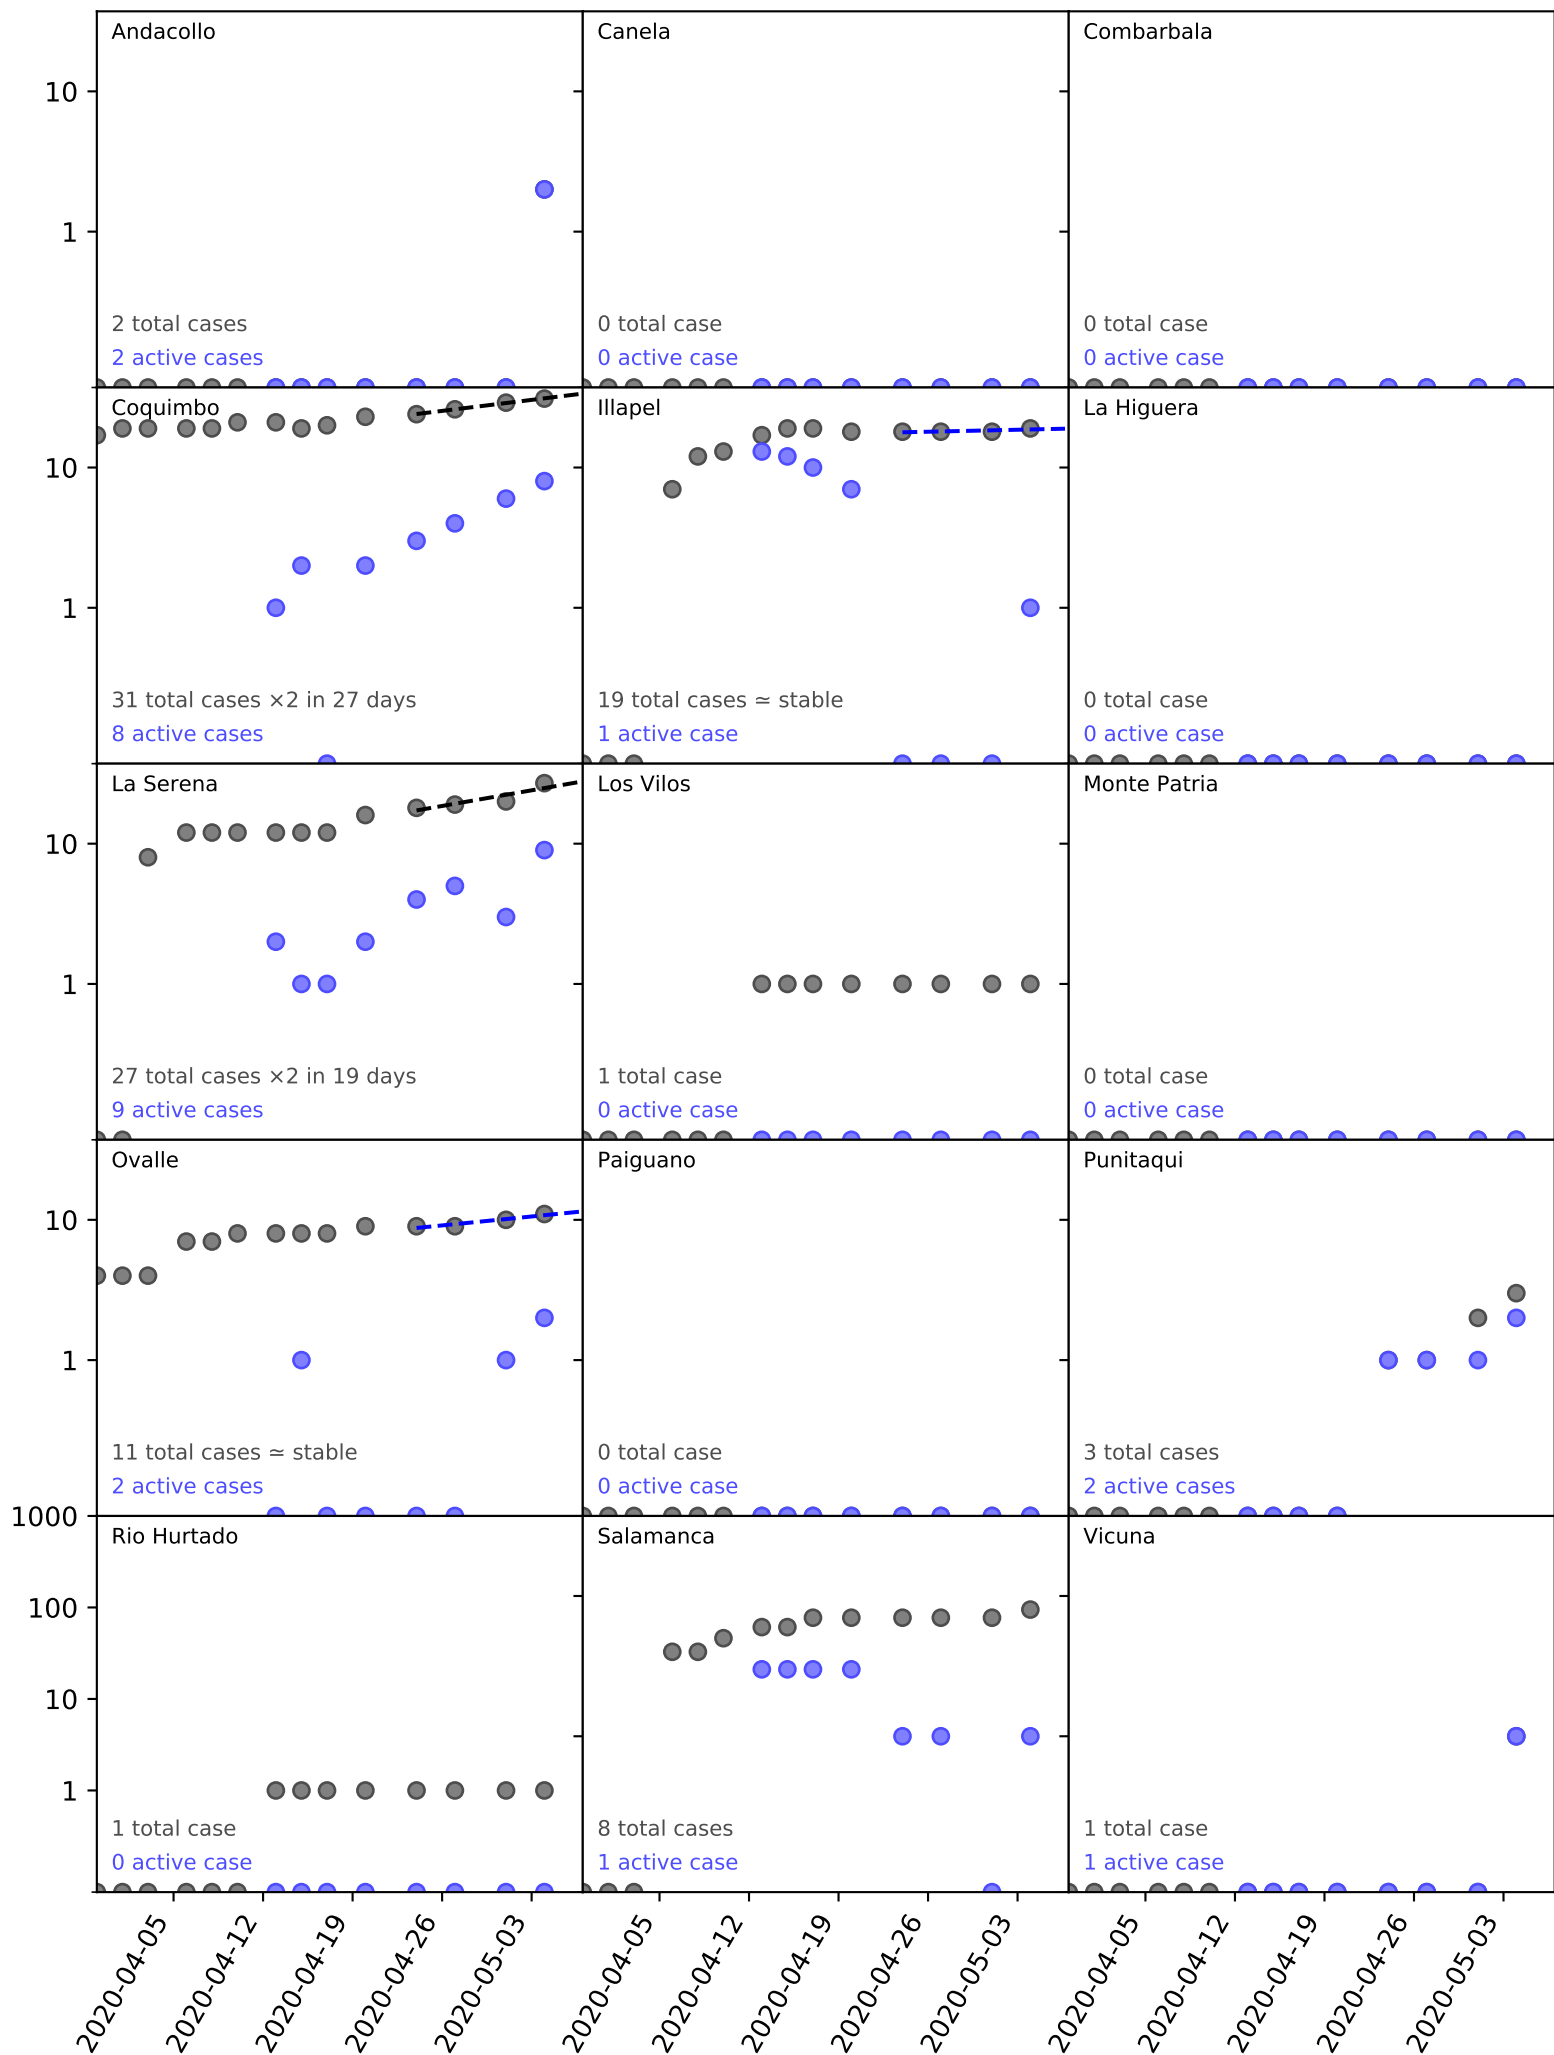 Andacollo
Canela
Combarbala
10
1
2 total cases
0 total case
0 total case
2 active cases
0 active case
0 active case
Coquimbo
Illapel
La Higuera
10
1
31 total cases ×2 in 27 days
19 total cases ≃ stable
0 total case
8 active cases
1 active case
0 active case
La Serena
Los Vilos
Monte Patria
10
1
27 total cases ×2 in 19 days
1 total case
0 total case
9 active cases
0 active case
0 active case
Ovalle
Paiguano
Punitaqui
10
1
11 total cases ≃ stable
0 total case
3 total cases
2 active cases
0 active case
2 active cases
1000
Rio Hurtado
Salamanca
Vicuna
100
10
1
1 total case
8 total cases
1 total case
0 active case
1 active case
1 active case
2020-04-05
2020-04-12
2020-04-19
2020-04-26
2020-05-03
2020-04-05
2020-04-12
2020-04-19
2020-04-26
2020-05-03
2020-04-05
2020-04-12
2020-04-19
2020-04-26
2020-05-03